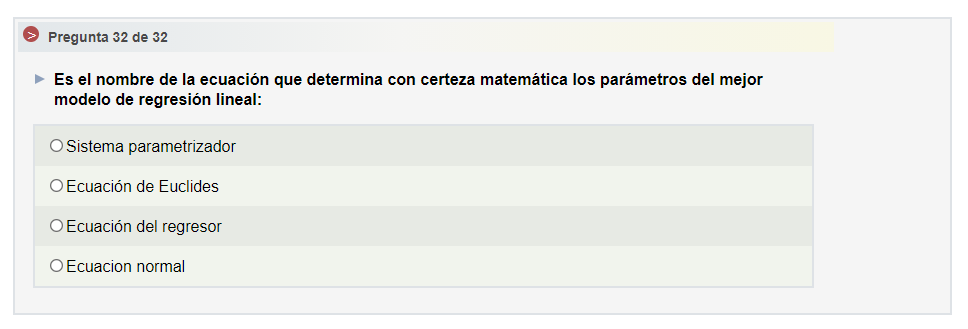 Pregunta 32 de 32
Es el nombre de la ecuación que determina con certeza matemática los parámetros del mejor
modelo de regresión lineal:
Sistema parametrizador
Ecuación de Euclides
Ecuación del regresor
Ecuacion normal